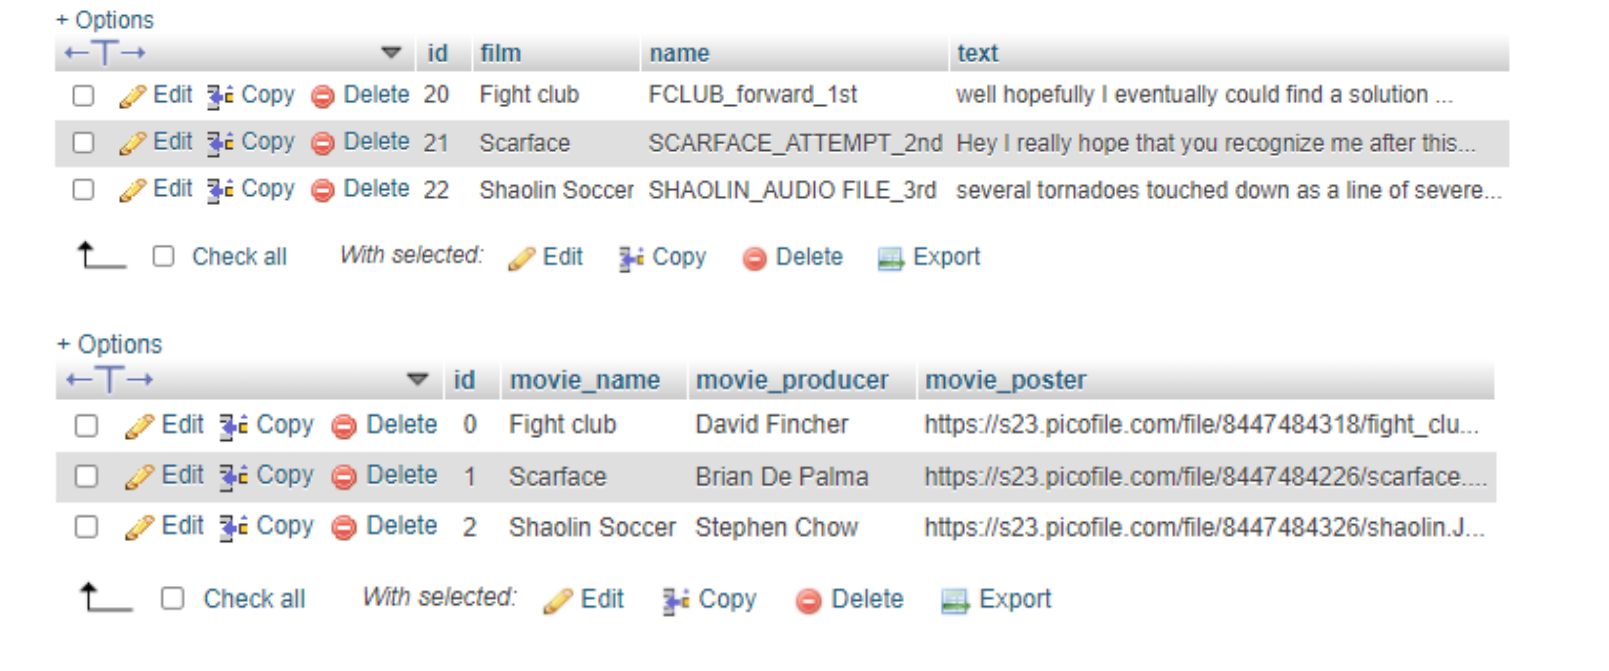 + Options
←T→ id film name text
Edit Copy Delete 20 Fight club FCLUB_forward_1st well hopefully I eventually could find a solution ...
Edit Copy Delete 21 Scarface SCARFACE_ATTEMPT_2nd Hey I really hope that you recognize me after this...
Edit Copy Delete 22 Shaolin Soccer SHAOLIN_AUDIO FILE_3rd several tornadoes touched down as a line of severe...
Check all With selected: Edit Copy Delete Export
+ Options
←T→ id movie_name movie_producer movie_poster
Edit Copy Delete 0 Fight club David Fincher https://s23.picofile.com/file/8447484318/fight_clu...
Edit Copy Delete 1 Scarface Brian De Palma https://s23.picofile.com/file/8447484226/scarface....
Edit Copy Delete 2 Shaolin Soccer Stephen Chow https://s23.picofile.com/file/8447484326/shaolin.J...
Check all With selected: Edit Copy Delete Export